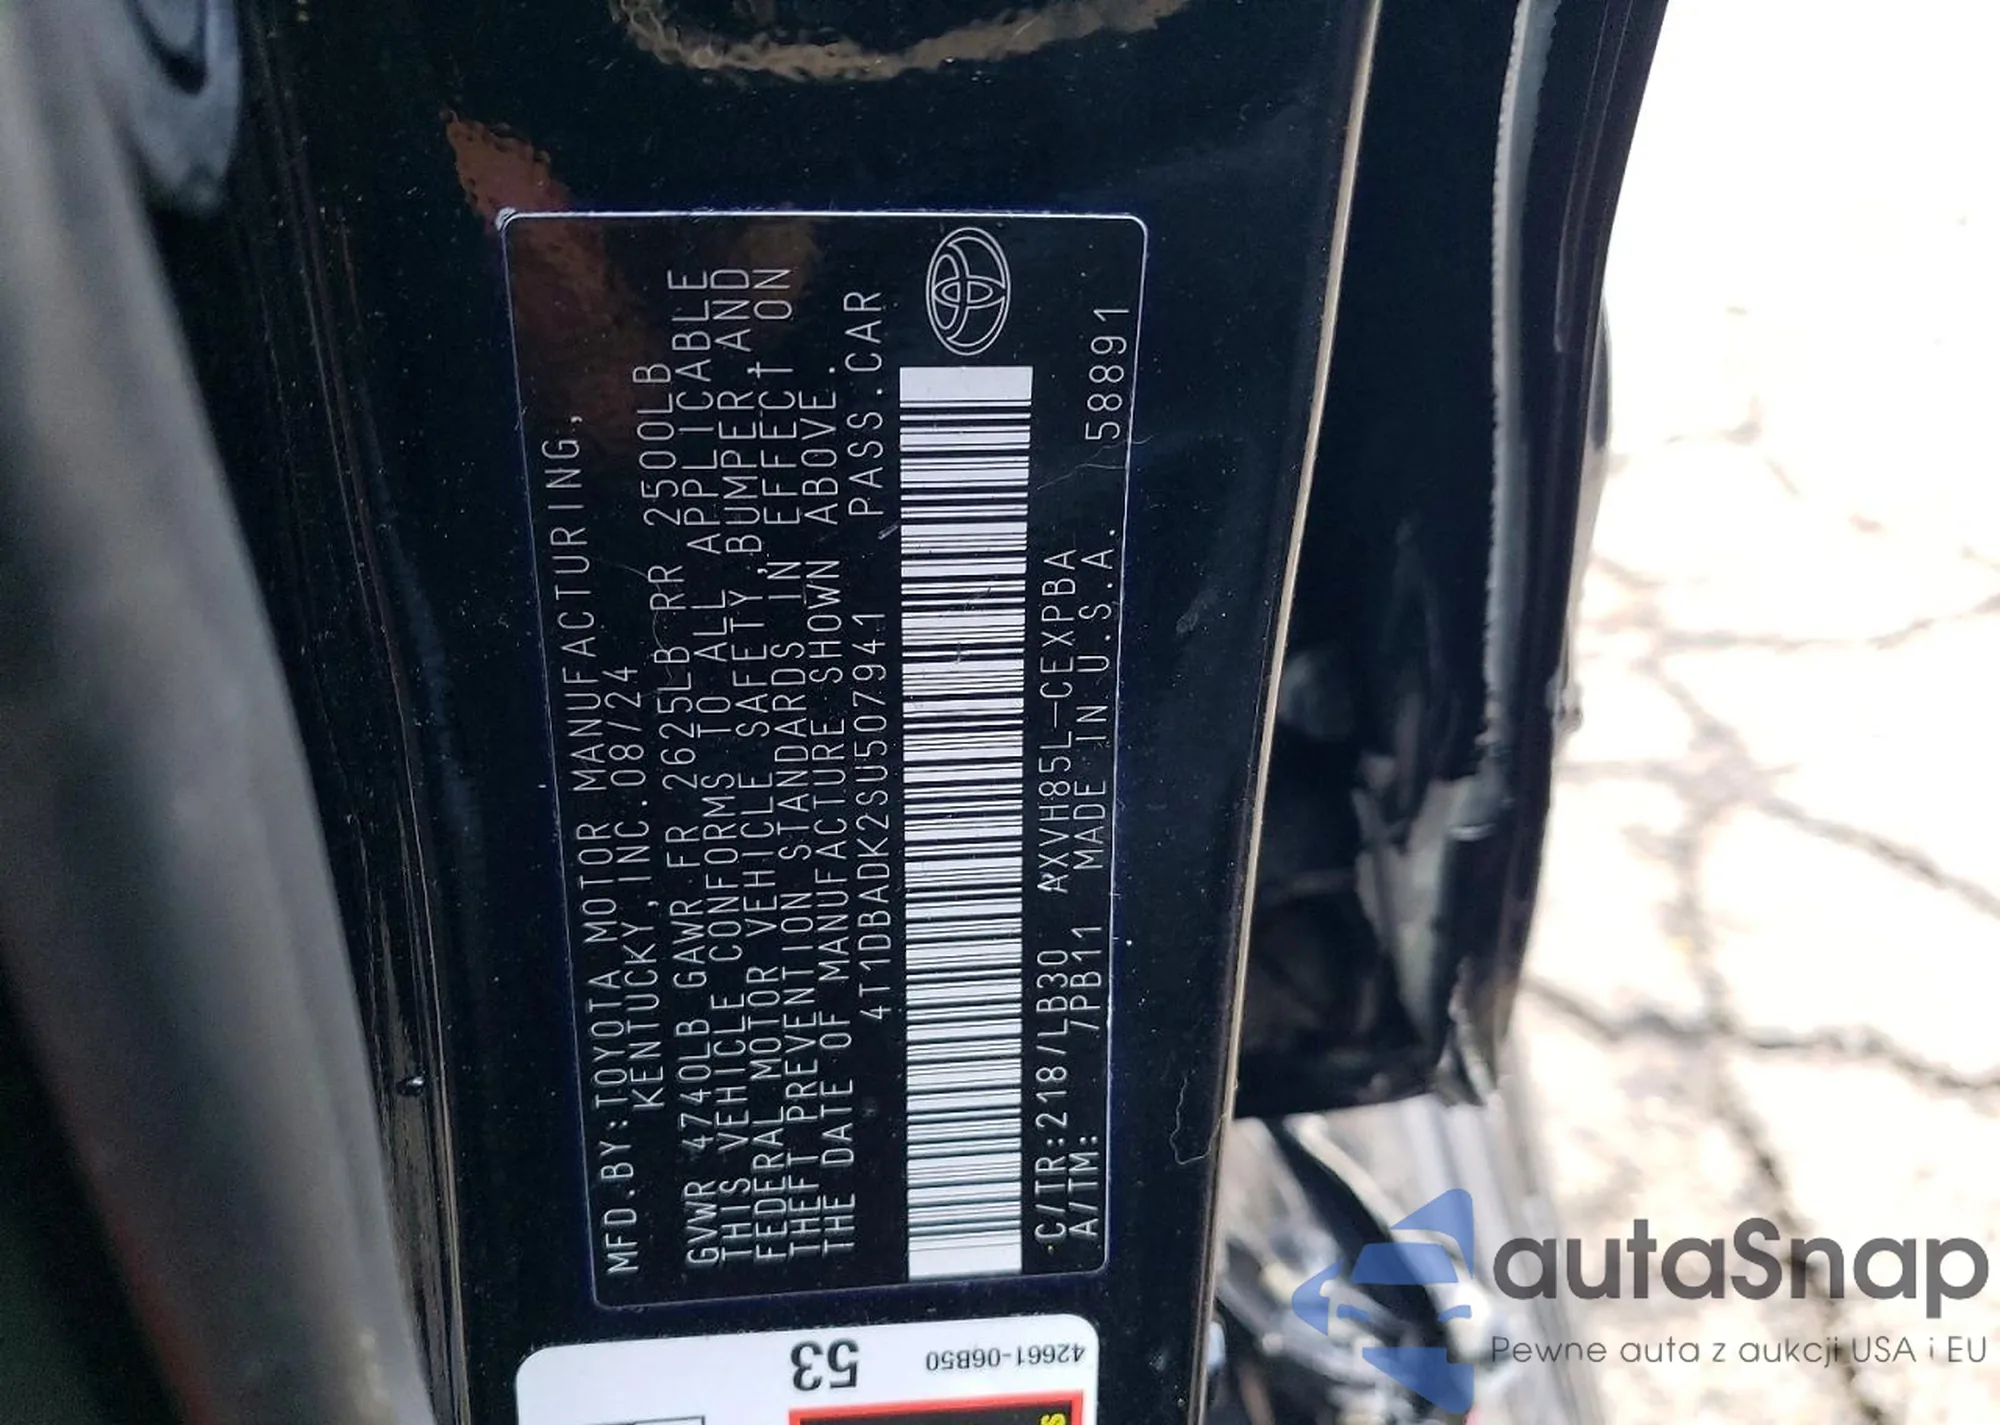 MFD.BY:TOYOTA MOTOR MANUFACTURING,
KENTUCKY,INC.08/24
GVWR 4740LB GAWR FR 2625LB RR 2500LB
THIS VEHICLE CONFORMS TO ALL APPLICABLE
FEDERAL MOTOR VEHICLE SAFETY,BUMPER,AND
THEFT PREVENTION STANDARDS IN EFFECT ON
THE DATE OF MANUFACTURE SHOWN ABOVE.
4T1DBADK2SU507941 PASS.CAR
C/TR:218/LB30 AXVH85L-CEXPBA
A/TM: 7PB11 MADE IN U.S.A. 58891
53
42661-06B50
autaSnap
Pewne auta z aukcji USA i EU